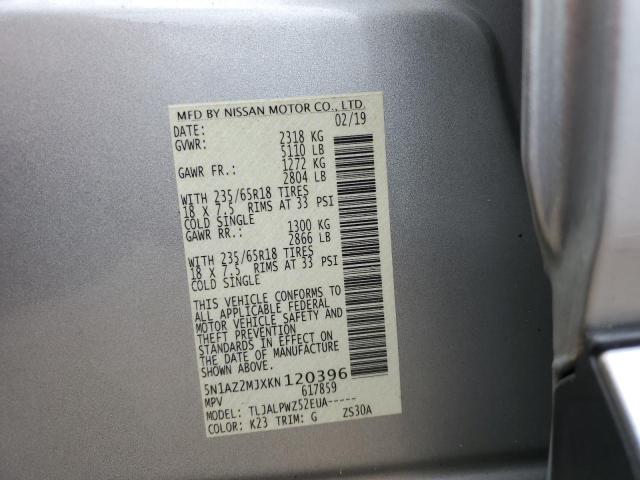 MFD BY NISSAN MOTOR CO., LTD.
DATE: 02/19
GVWR: 2318 KG
5110 LB
GAWR FR.: 1272 KG
2804 LB
WITH 235/65R18 TIRES
18 X 7.5 RIMS AT 33 PSI
COLD SINGLE
GAWR RR.: 1300 KG
2866 LB
WITH 235/65R18 TIRES
18 X 7.5 RIMS AT 33 PSI
COLD SINGLE
THIS VEHICLE CONFORMS TO
ALL APPLICABLE FEDERAL
MOTOR VEHICLE SAFETY AND
THEFT PREVENTION
STANDARDS IN EFFECT ON
THE DATE OF MANUFACTURE
SHOWN ABOVE.
5N1AZ2MJXKN120396
MPV 617859
MODEL: TLJALPWZ52EUA-----
COLOR: K23 TRIM: G ZS30A